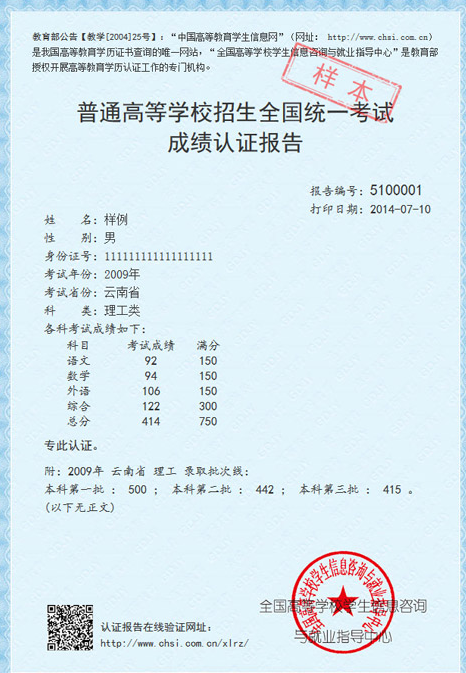 教育部公告【教学[2004]25号】:“中国高等教育学生信息网”(网址: http://www.chsi.com.cn)
是我国高等教育学历证书查询的唯一网站,“全国高等学校学生信息咨询与就业指导中心”是教育部
授权开展高等教育学历认证工作的专门机构。
样本
普通高等学校招生全国统一考试
成绩认证报告
报告编号: 5100001
打印日期: 2014-07-10
姓 名: 样例
性 别: 男
身份证号: 111111111111111111
考试年份: 2009年
考试省份: 云南省
科 类: 理工类
各科考试成绩如下:
科目 考试成绩 满分
语文 92 150
数学 94 150
外语 106 150
综合 122 300
总分 414 750
专此认证。
附: 2009年 云南省 理工 录取批次线:
本科第一批 : 500 ; 本科第二批 : 442 ; 本科第三批 : 415 。
(以下无正文)
全国高等学校学生信息咨询与就业指导中心
全国高等学校学生信息咨询
与就业指导中心
认证报告在线验证网址:
http://www.chsi.com.cn/xlrz/